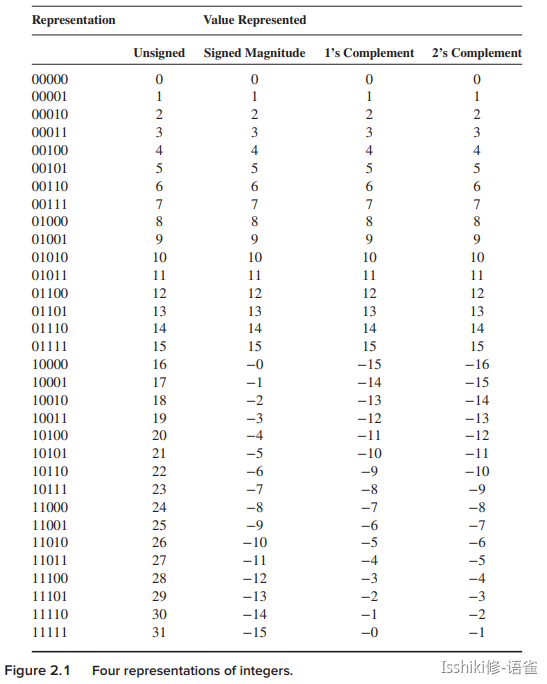 Representation Value Represented
Unsigned Signed Magnitude 1’s Complement 2’s Complement
00000 0 0 0 0
00001 1 1 1 1
00010 2 2 2 2
00011 3 3 3 3
00100 4 4 4 4
00101 5 5 5 5
00110 6 6 6 6
00111 7 7 7 7
01000 8 8 8 8
01001 9 9 9 9
01010 10 10 10 10
01011 11 11 11 11
01100 12 12 12 12
01101 13 13 13 13
01110 14 14 14 14
01111 15 15 15 15
10000 16 −0 −15 −16
10001 17 −1 −14 −15
10010 18 −2 −13 −14
10011 19 −3 −12 −13
10100 20 −4 −11 −12
10101 21 −5 −10 −11
10110 22 −6 −9 −10
10111 23 −7 −8 −9
11000 24 −8 −7 −8
11001 25 −9 −6 −7
11010 26 −10 −5 −6
11011 27 −11 −4 −5
11100 28 −12 −3 −4
11101 29 −13 −2 −3
11110 30 −14 −1 −2
11111 31 −15 −0 −1
Figure 2.1 Four representations of integers.
Isshiki修-语雀